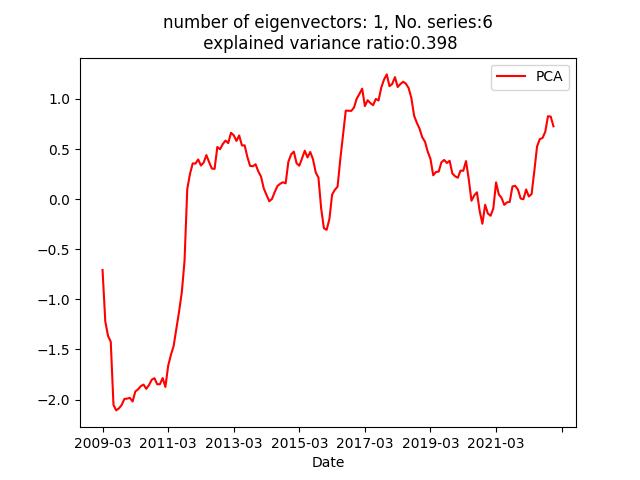 number of eigenvectors: 1, No. series:6
explained variance ratio:0.398
PCA
1.0
0.5
0.0
−0.5
−1.0
−1.5
−2.0
2009-03 2011-03 2013-03 2015-03 2017-03 2019-03 2021-03
Date